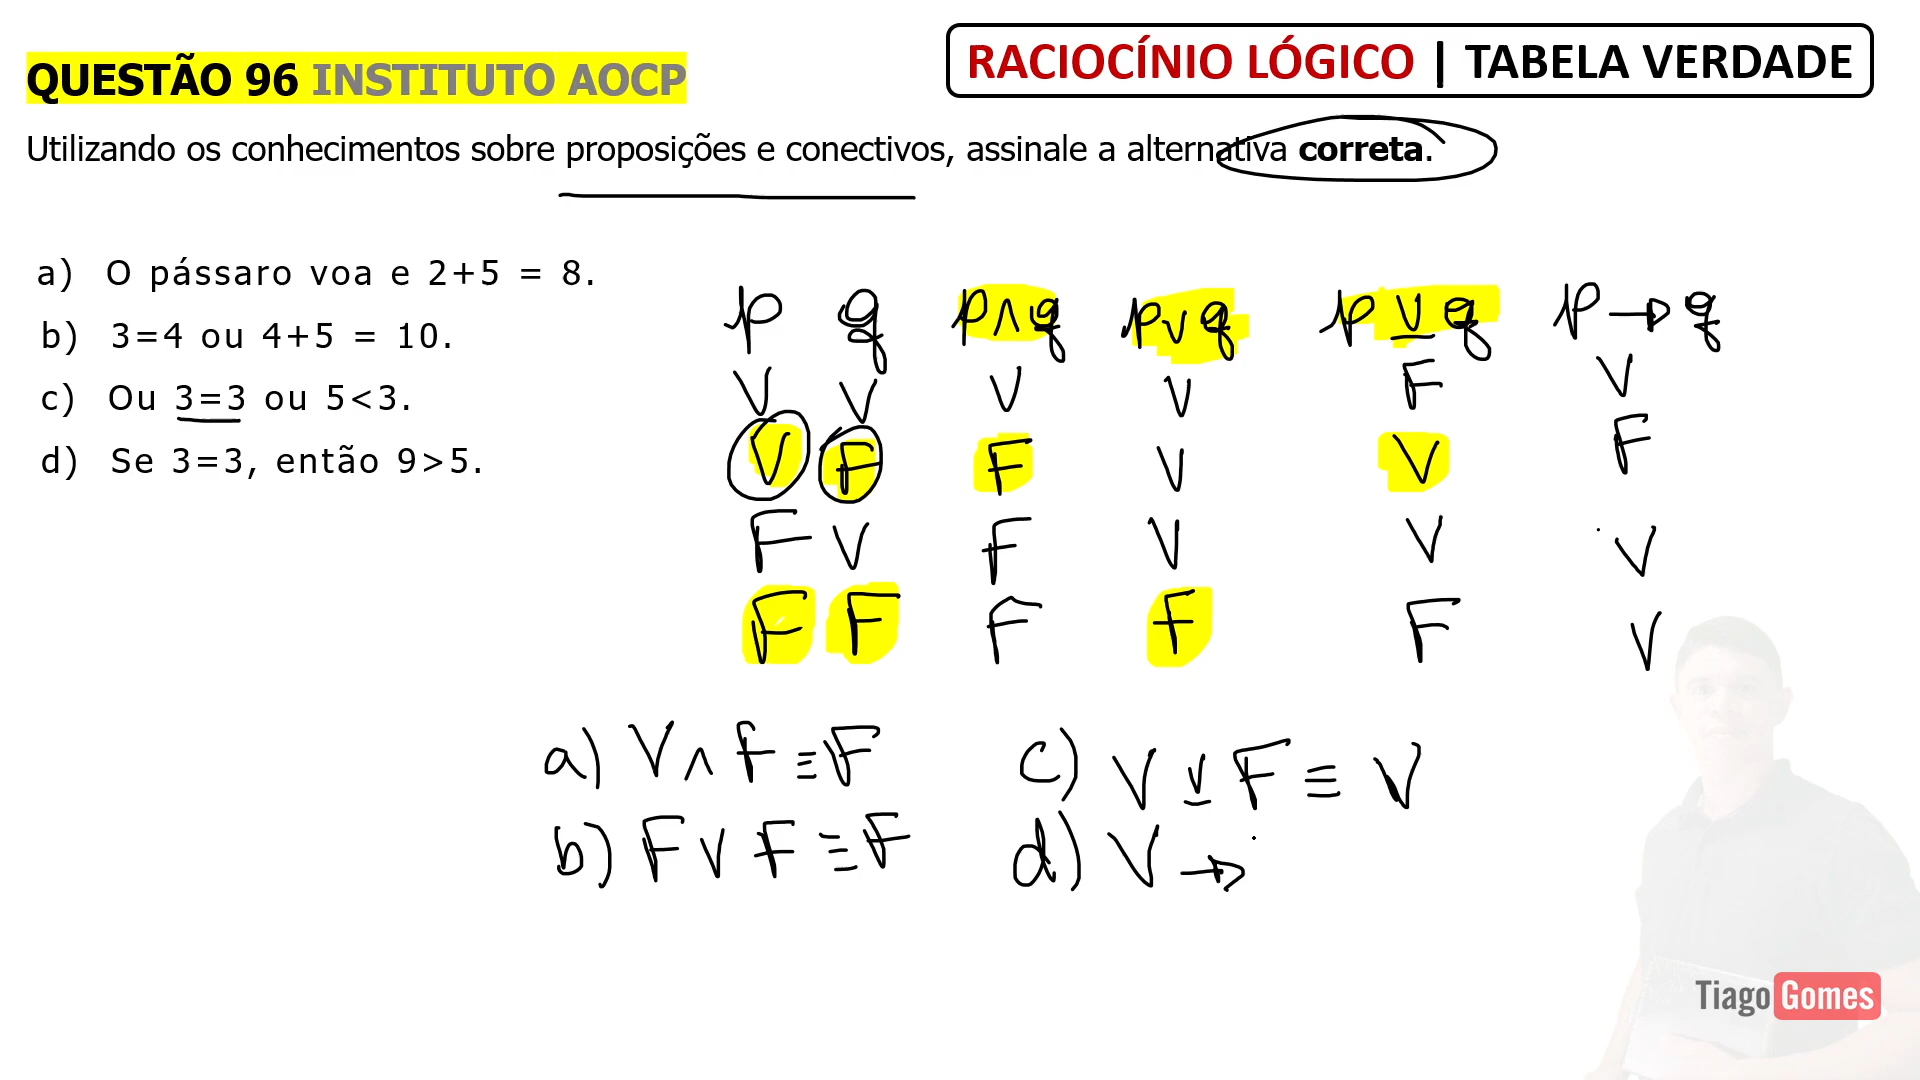 QUESTÃO 96 INSTITUTO AOCP
RACIOCÍNIO LÓGICO | TABELA VERDADE
Utilizando os conhecimentos sobre proposições e conectivos, assinale a alternativa correta.
a) O pássaro voa e 2+5 = 8.
b) 3=4 ou 4+5 = 10.
c) Ou 3=3 ou 5<3.
d) Se 3=3, então 9>5.
p q p∧q p∨q p⊻q p→q
V V V V F V
V F F V V F
F V F V V V
F F F F F V
a) V ∧ F ≡ F
c) V ⊻ F ≡ V
b) F ∨ F ≡ F
d) V →
Tiago Gomes